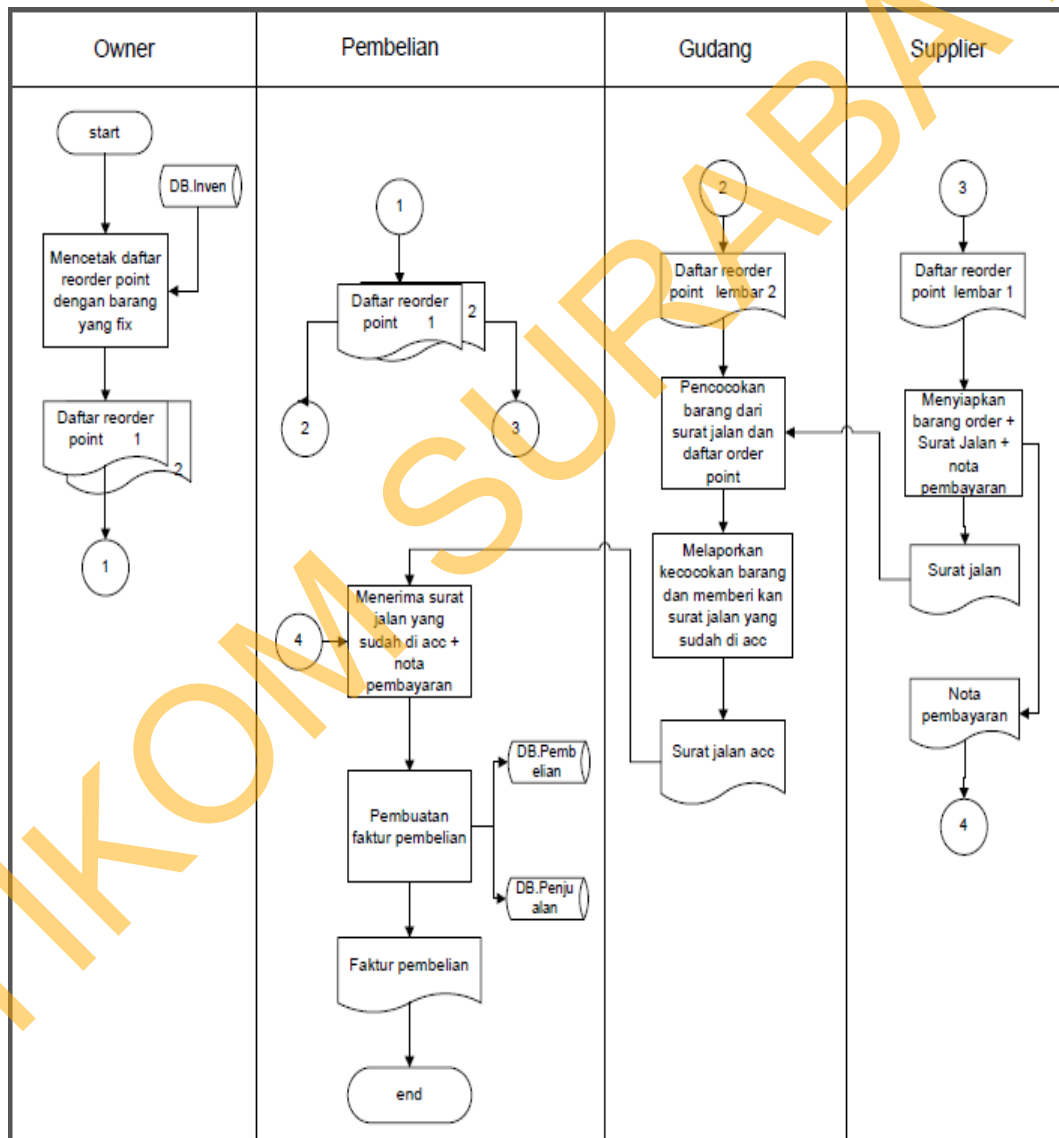 Owner
Pembelian
Gudang
Supplier
start
DB.Inven
Mencetak daftar
reorder point
dengan barang
yang fix
Daftar reorder
point 1
2
1
1
Daftar reorder
point 1
2
2
3
Menerima surat
jalan yang
sudah di acc +
nota
pembayaran
4
Pembuatan
faktur pembelian
DB.Pemb
elian
DB.Penju
alan
Faktur pembelian
end
2
Daftar reorder
point lembar 2
Pencocokan
barang dari
surat jalan dan
daftar order
point
Melaporkan
kecocokan barang
dan memberi kan
surat jalan yang
sudah di acc
Surat jalan acc
3
Daftar reorder
point lembar 1
Menyiapkan
barang order +
Surat Jalan +
nota
pembayaran
Surat jalan
Nota
pembayaran
4
IKOM SURABA